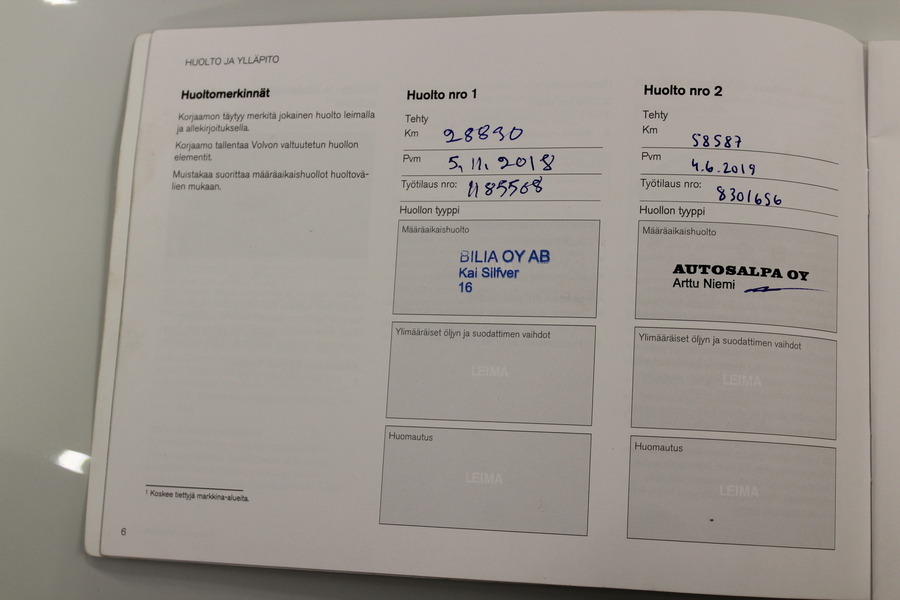 HUOLTO JA YLLÄPITO
Huoltomerkinnät
Korjaamon täytyy merkitä jokainen huolto leimalla
ja allekirjoituksella.
Korjaamo tallentaa Volvon valtuutetun huollon
elementit.
Muistakaa suorittaa määräaikaishuollot huoltovä-
lien mukaan.
1 Koskee tiettyjä markkina-alueita.
6
Huolto nro 1
Tehty
Km 28830
Pvm 5.11.2018
Työtilaus nro: 1185568
Huollon tyyppi
Määräaikaishuolto
BILIA OY AB
Kai Silfver
16
Ylimääräiset öljyn ja suodattimen vaihdot
LEIMA
Huomautus
LEIMA
Huolto nro 2
Tehty
Km 58587
Pvm 4.6.2019
Työtilaus nro: 8301656
Huollon tyyppi
Määräaikaishuolto
AUTOSALPA OY
Arttu Niemi
Ylimääräiset öljyn ja suodattimen vaihdot
LEIMA
Huomautus
LEIMA